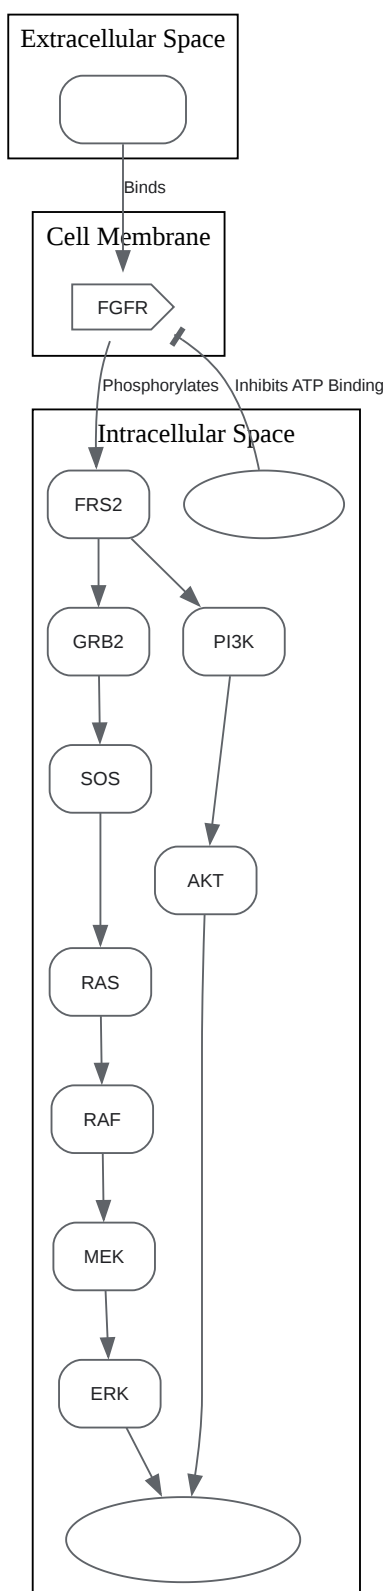 Extracellular Space
Binds
Cell Membrane
FGFR
Phosphorylates
Inhibits ATP Binding
Intracellular Space
FRS2
GRB2
PI3K
SOS
AKT
RAS
RAF
MEK
ERK